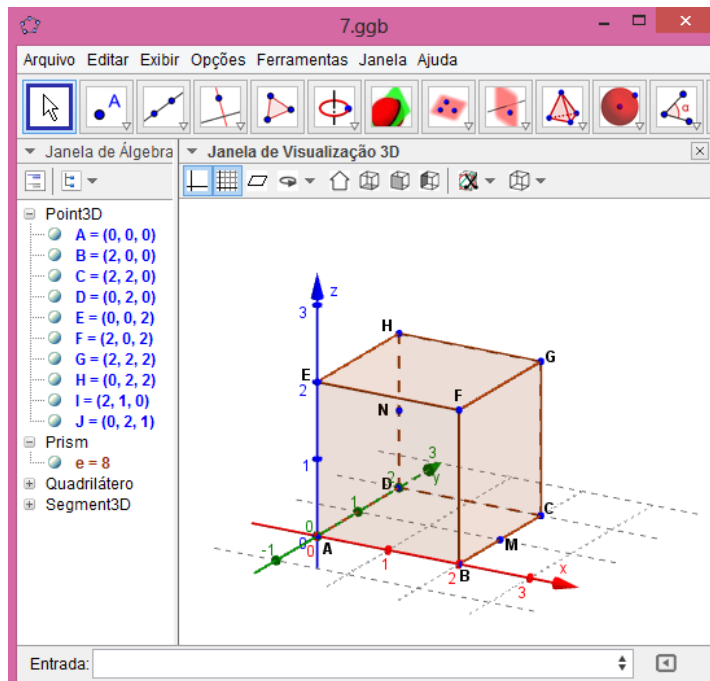 7.ggb
Arquivo Editar Exibir Opções Ferramentas Janela Ajuda
A
α
Janela de Álgebra
Janela de Visualização 3D
Point3D
A = (0, 0, 0)
B = (2, 0, 0)
C = (2, 2, 0)
D = (0, 2, 0)
E = (0, 0, 2)
F = (2, 0, 2)
G = (2, 2, 2)
H = (0, 2, 2)
I = (2, 1, 0)
J = (0, 2, 1)
Prism
e = 8
Quadrilátero
Segment3D
z
3
H
G
E
2
F
N
1
3
y
2
D
1
C
0
0
0
A
-1
M
1
2
B
x
3
Entrada: